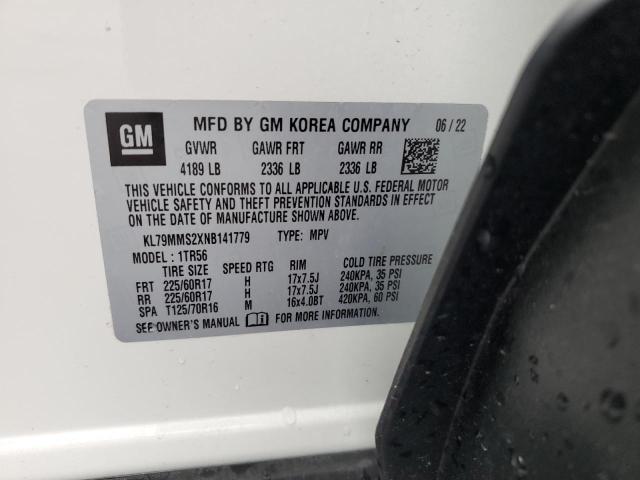 GM
MFD BY GM KOREA COMPANY 06 / 22
GVWR GAWR FRT GAWR RR
4189 LB 2336 LB 2336 LB
THIS VEHICLE CONFORMS TO ALL APPLICABLE U.S. FEDERAL MOTOR
VEHICLE SAFETY AND THEFT PREVENTION STANDARDS IN EFFECT
ON THE DATE OF MANUFACTURE SHOWN ABOVE.
KL79MMS2XNB141779 TYPE: MPV
MODEL : 1TR56
TIRE SIZE SPEED RTG RIM COLD TIRE PRESSURE
FRT 225/60R17 H 17x7.5J 240KPA, 35 PSI
RR 225/60R17 H 17x7.5J 240KPA, 35 PSI
SPA T125/70R16 M 16x4.0BT 420KPA, 60 PSI
SEE OWNER'S MANUAL FOR MORE INFORMATION.